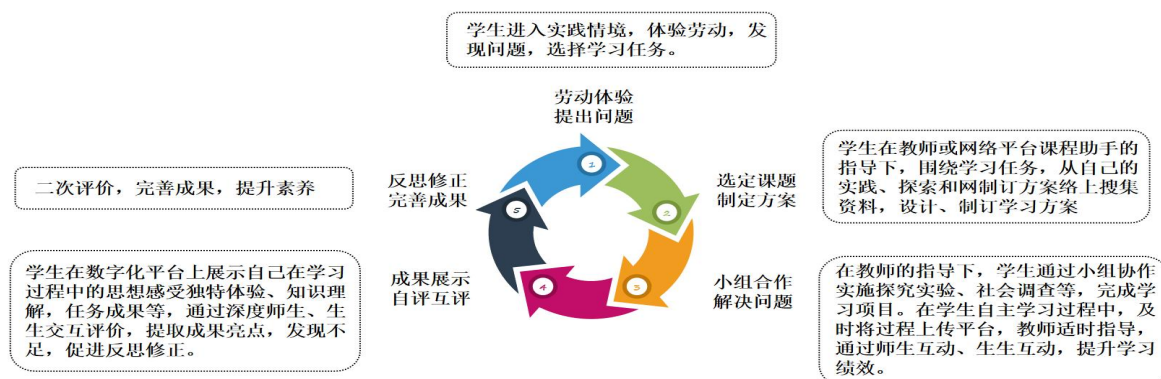 学生进入实践情境，体验劳动，发
现问题，选择学习任务。
劳动体验
提出问题
1
选定课题
制定方案
2
学生在教师或网络平台课程助手的
指导下，围绕学习任务，从自己的
实践、探索和网制订方案络上搜集
资料，设计、制订学习方案
小组合作
解决问题
3
在教师的指导下，学生通过小组协作
实施探究实验、社会调查等，完成学
习项目。在学生自主学习过程中，及
时将过程上传平台，教师适时指导，
通过师生互动、生生互动，提升学习
绩效。
成果展示
自评互评
4
学生在数字化平台上展示自己在学习
过程中的思想感受独特体验、知识理
解，任务成果等，通过深度师生、生
生交互评价，提取成果亮点，发现不
足，促进反思修正。
反思修正
完善成果
5
二次评价，完善成果，提升素养